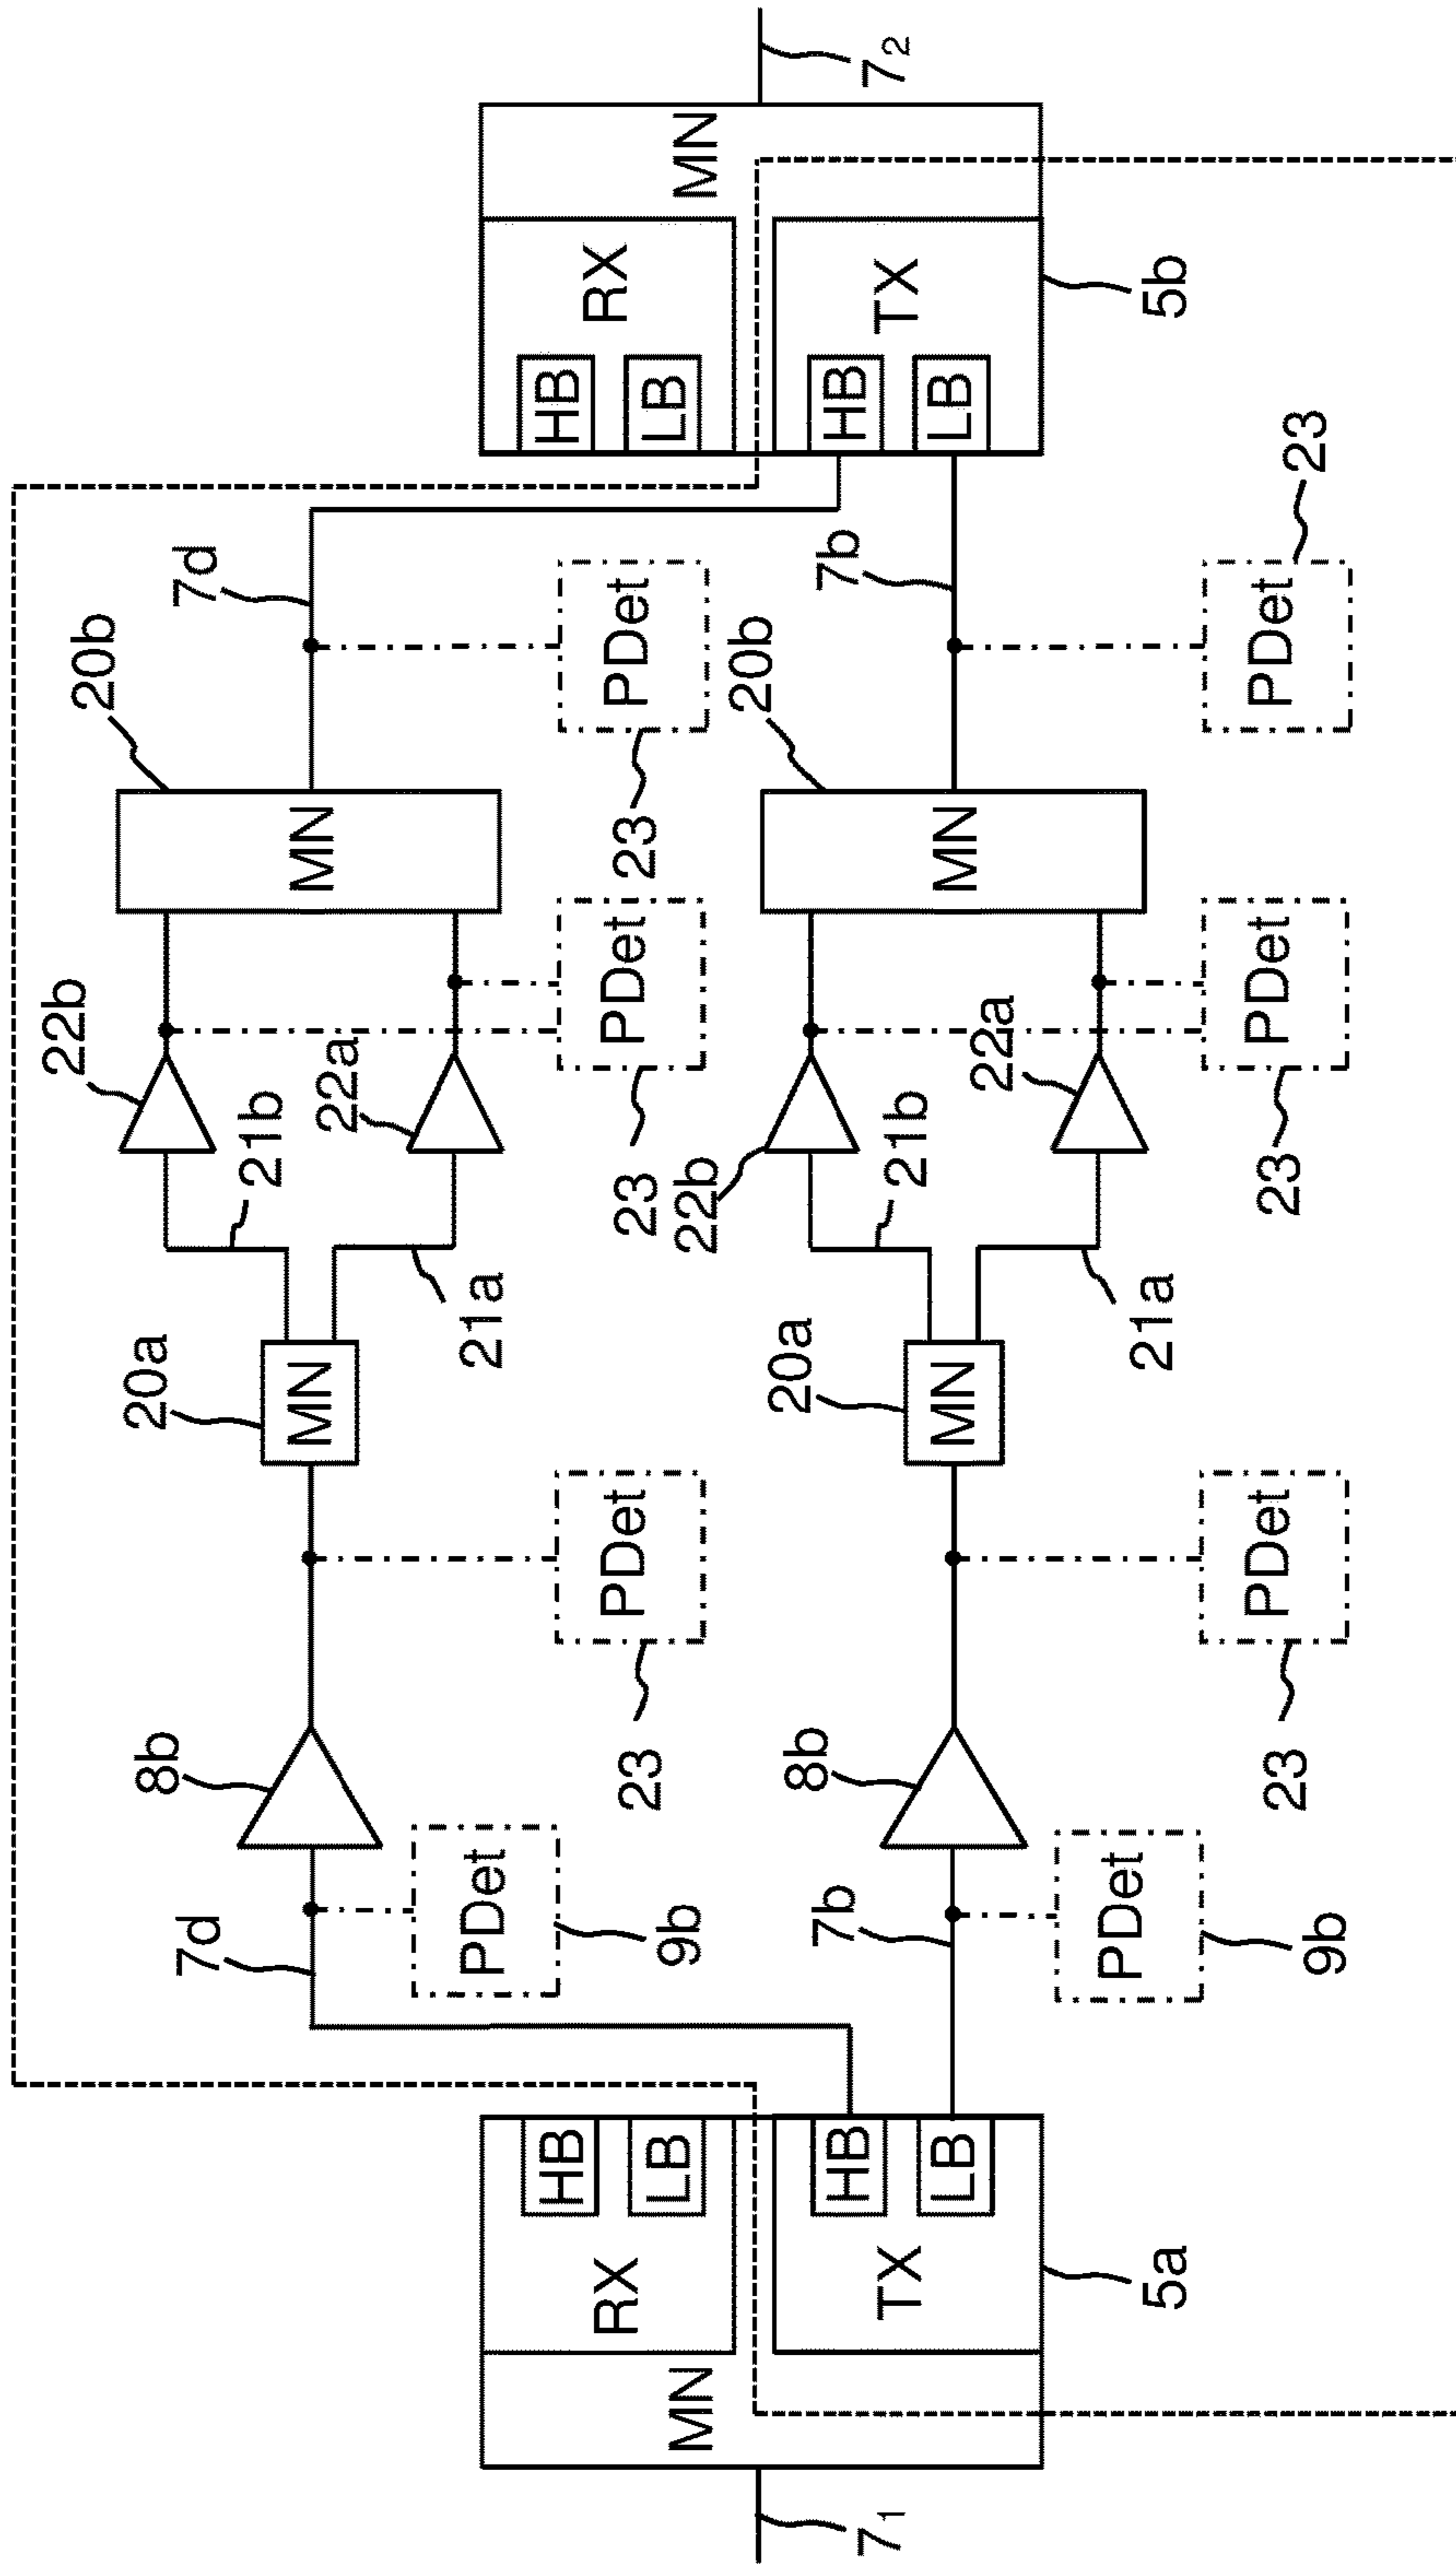 7d
8b
20a
21b
22b
20b
7d
PDet
9b
PDet
23
21a
22a
MN
MN
PDet
23
PDet
23
7₁
MN
RX
HB
LB
TX
HB
LB
5a
7b
PDet
9b
8b
PDet
23
20a
MN
21b
21a
22b
22a
PDet
23
20b
MN
7b
PDet
23
HB
LB
RX
HB
LB
TX
MN
5b
7₂